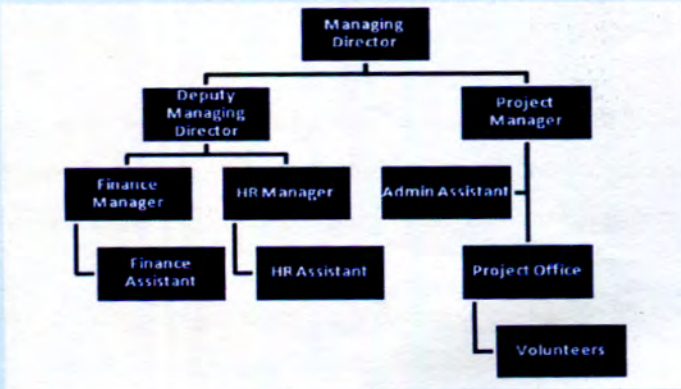 Managing
Director
Deputy
Managing
Director
Project
Manager
Finance
Manager
HR Manager
Admin Assistant
Finance
Assistant
HR Assistant
Project Office
Volunteers